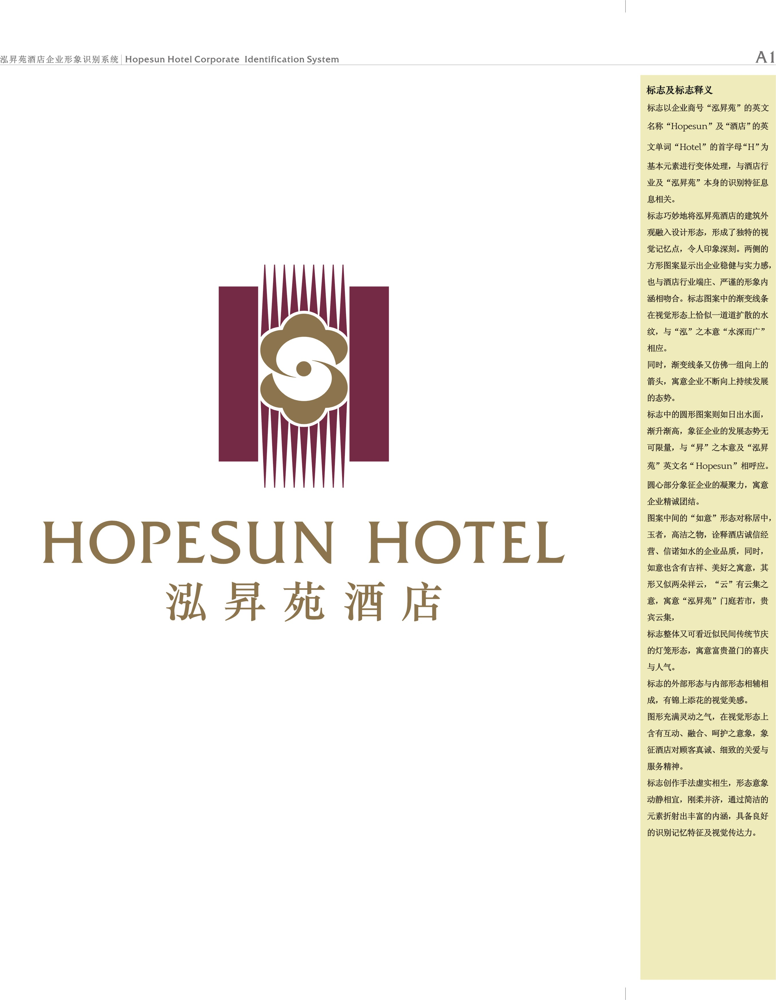 泓昇苑酒店企业形象识别系统 Hopesun Hotel Corporate Identification System
A1
标志及标志释义
标志以企业商号“泓昇苑”的英文
名称“Hopesun”及“酒店”的英
文单词“Hotel”的首字母“H”为
基本元素进行变体处理，与酒店行
业及“泓昇苑”本身的识别特征息
息相关。
标志巧妙地将泓昇苑酒店的建筑外
观融入设计形态，形成了独特的视
觉记忆点，令人印象深刻。两侧的
方形图案显示出企业稳健与实力感，
也与酒店行业端庄、严谨的形象内
涵相吻合。标志图案中的渐变线条
在视觉形态上恰似一道道扩散的水
纹，与“泓”之本意“水深而广”
相应。
同时，渐变线条又仿佛一组向上的
箭头，寓意企业不断向上持续发展
的态势。
标志中的圆形图案则如日出水面，
渐升渐高，象征企业的发展态势无
可限量，与“昇”之本意及“泓昇
苑”英文名“Hopesun”相呼应。
圆心部分象征企业的凝聚力，寓意
企业精诚团结。
图案中间的“如意”形态对称居中，
玉者，高洁之物，诠释酒店诚信经
营、信诺如水的企业品质，同时，
如意也含有吉祥、美好之寓意，其
形又似两朵祥云，“云”有云集之
意，寓意“泓昇苑”门庭若市，贵
宾云集，
标志整体又可看近似民间传统节庆
的灯笼形态，寓意富贵盈门的喜庆
与人气。
标志的外部形态与内部形态相辅相
成，有锦上添花的视觉美感。
图形充满灵动之气，在视觉形态上
含有互动、融合、呵护之意象，象
征酒店对顾客真诚、细致的关爱与
服务精神。
标志创作手法虚实相生，形态意象
动静相宜，刚柔并济，通过简洁的
元素折射出丰富的内涵，具备良好
的识别记忆特征及视觉传达力。
HOPESUN HOTEL
泓昇苑酒店